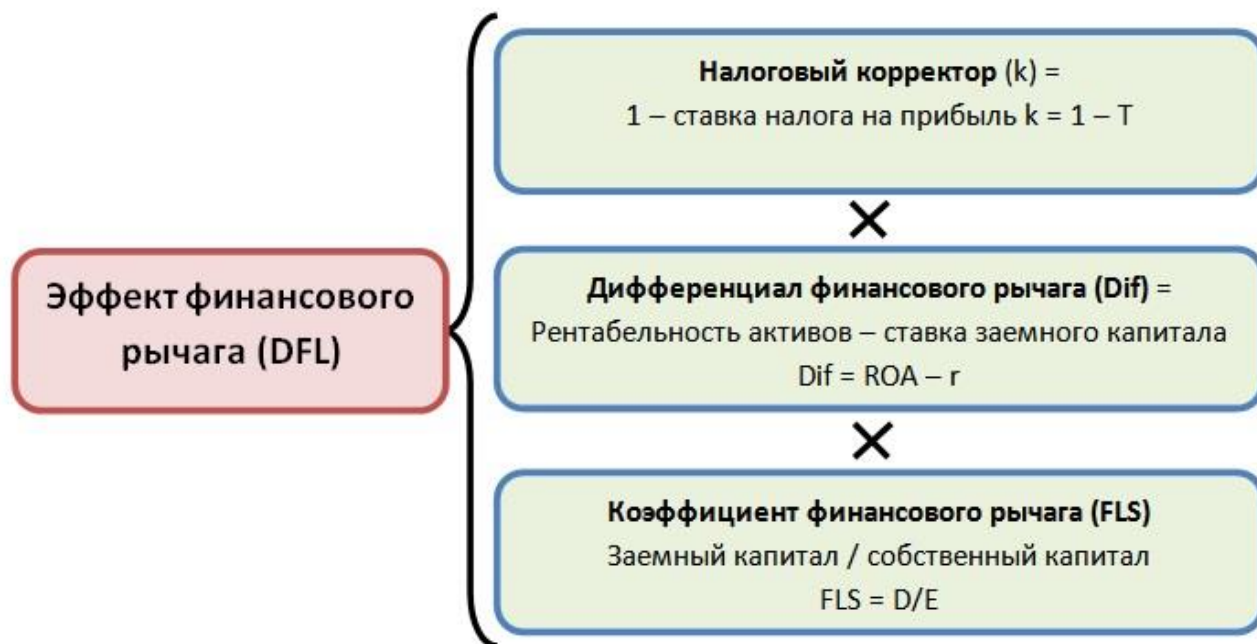 Эффект финансового
рычага (DFL)
Налоговый корректор (k) =
1 – ставка налога на прибыль k = 1 – T
×
Дифференциал финансового рычага (Dif) =
Рентабельность активов – ставка заемного капитала
Dif = ROA – r
×
Коэффициент финансового рычага (FLS)
Заемный капитал / собственный капитал
FLS = D/E